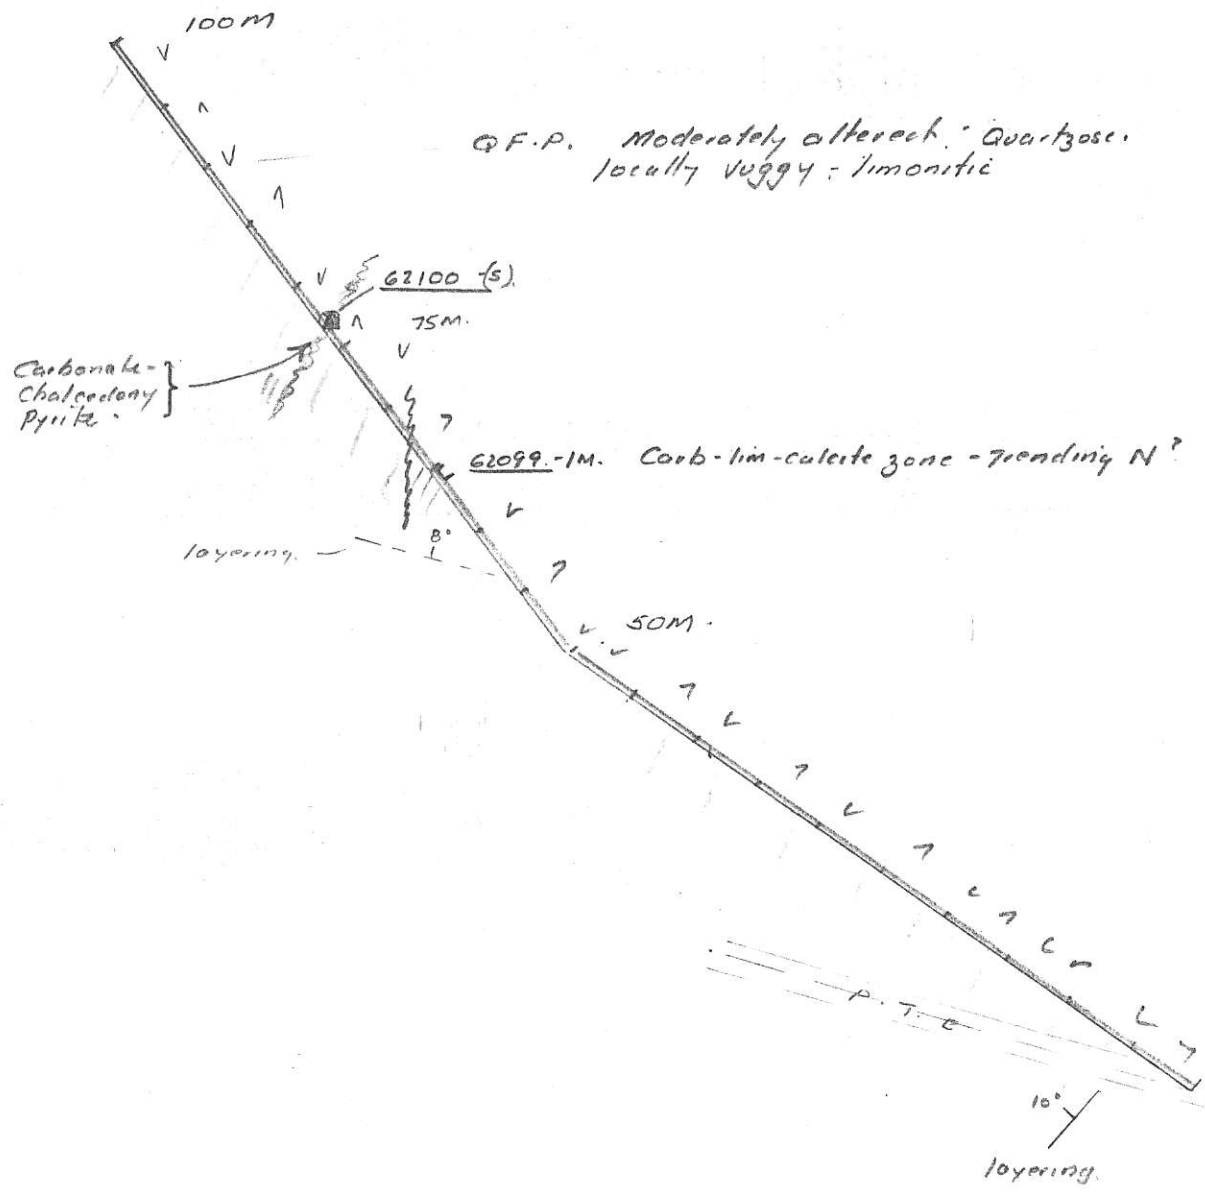 100M
Q F.P. Moderately altered : Quartzose.
locally vuggy - limonitic
62100 (s).
75M.
Carbonate-
Chalcedony
Pyrite.
62099.-1M. Carb-lim-calcite zone - Trending N?
8°
layering.
50M.
P. T. C
10°
layering.